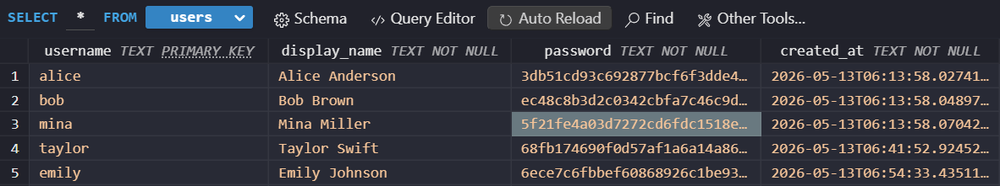 SELECT * FROM users Schema Query Editor Auto Reload Find Other Tools...
username TEXT PRIMARY KEY display_name TEXT NOT NULL password TEXT NOT NULL created_at TEXT NOT NULL
1 alice Alice Anderson 3db51cd93c692877bcf6f3dde4… 2026-05-13T06:13:58.02741…
2 bob Bob Brown ec48c8b3d2c0342cbfa7c46c9d… 2026-05-13T06:13:58.04897…
3 mina Mina Miller 5f21fe4a03d7272cd6fdc1518e… 2026-05-13T06:13:58.07042…
4 taylor Taylor Swift 68fb174690f0d57af1a6a14a86… 2026-05-13T06:41:52.92452…
5 emily Emily Johnson 6ece7c6fbbef60868926c1be93… 2026-05-13T06:54:33.43511…